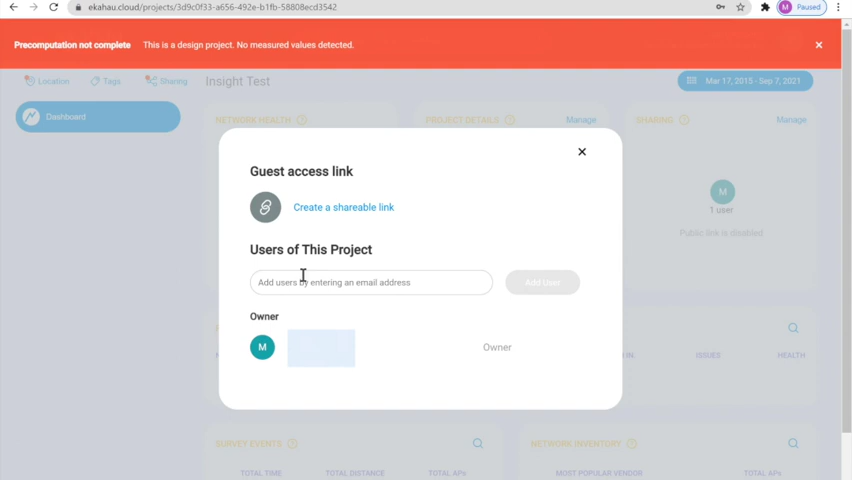 ekahau.cloud/projects/3d9c0f33-a656-492e-b1fb-58808ecd3542
M Paused
Precomputation not complete This is a design project. No measured values detected.
Location Tags Sharing Insight Test Mar 17, 2015 - Sep 7, 2021
Dashboard
NETWORK HEALTH PROJECT DETAILS Manage SHARING Manage
Guest access link
Create a shareable link
M
1 user
Public link is disabled
Users of This Project
Add users by entering an email address Add User
Owner
M Owner
ISSUES HEALTH
SURVEY EVENTS NETWORK INVENTORY
TOTAL TIME TOTAL DISTANCE TOTAL APs MOST POPULAR VENDOR TOTAL APs